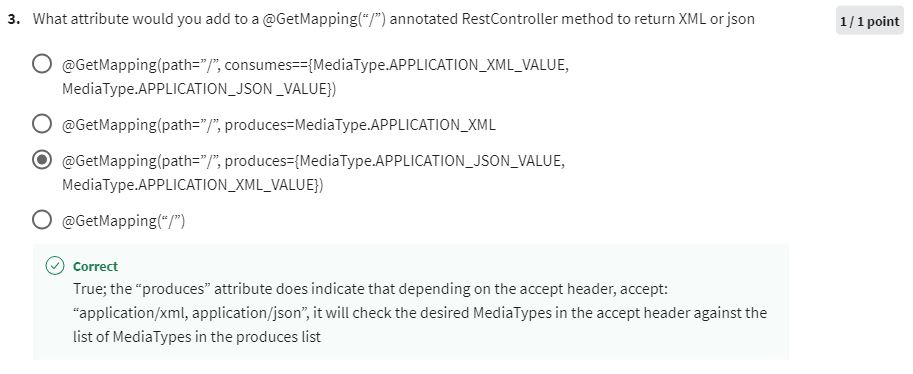 3. What attribute would you add to a @GetMapping(“/”) annotated RestController method to return XML or json
1 / 1 point
@GetMapping(path=”/”, consumes=={MediaType.APPLICATION_XML_VALUE,
MediaType.APPLICATION_JSON _VALUE})
@GetMapping(path=”/”, produces=MediaType.APPLICATION_XML
@GetMapping(path=”/”, produces={MediaType.APPLICATION_JSON_VALUE,
MediaType.APPLICATION_XML_VALUE})
@GetMapping(“/”)
Correct
True; the “produces” attribute does indicate that depending on the accept header, accept:
“application/xml, application/json”, it will check the desired MediaTypes in the accept header against the
list of MediaTypes in the produces list